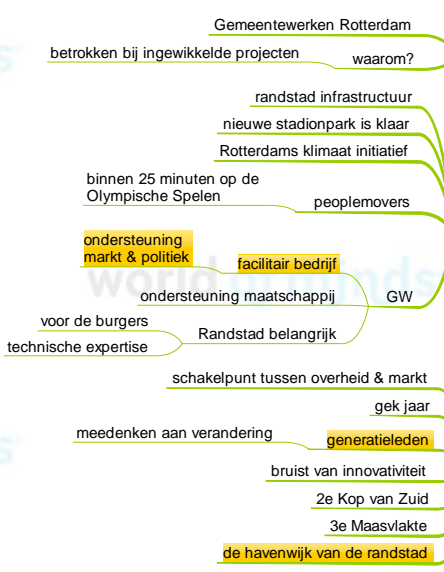 Gemeentewerken Rotterdam
betrokken bij ingewikkelde projecten
waarom?
randstad infrastructuur
nieuwe stadionpark is klaar
Rotterdams klimaat initiatief
binnen 25 minuten op de
Olympische Spelen
peoplemovers
ondersteuning
markt & politiek
facilitair bedrijf
world of minds
ondersteuning maatschappij
GW
voor de burgers
technische expertise
Randstad belangrijk
schakelpunt tussen overheid & markt
gek jaar
meedenken aan verandering
generatieleden
bruist van innovativiteit
2e Kop van Zuid
3e Maasvlakte
de havenwijk van de randstad